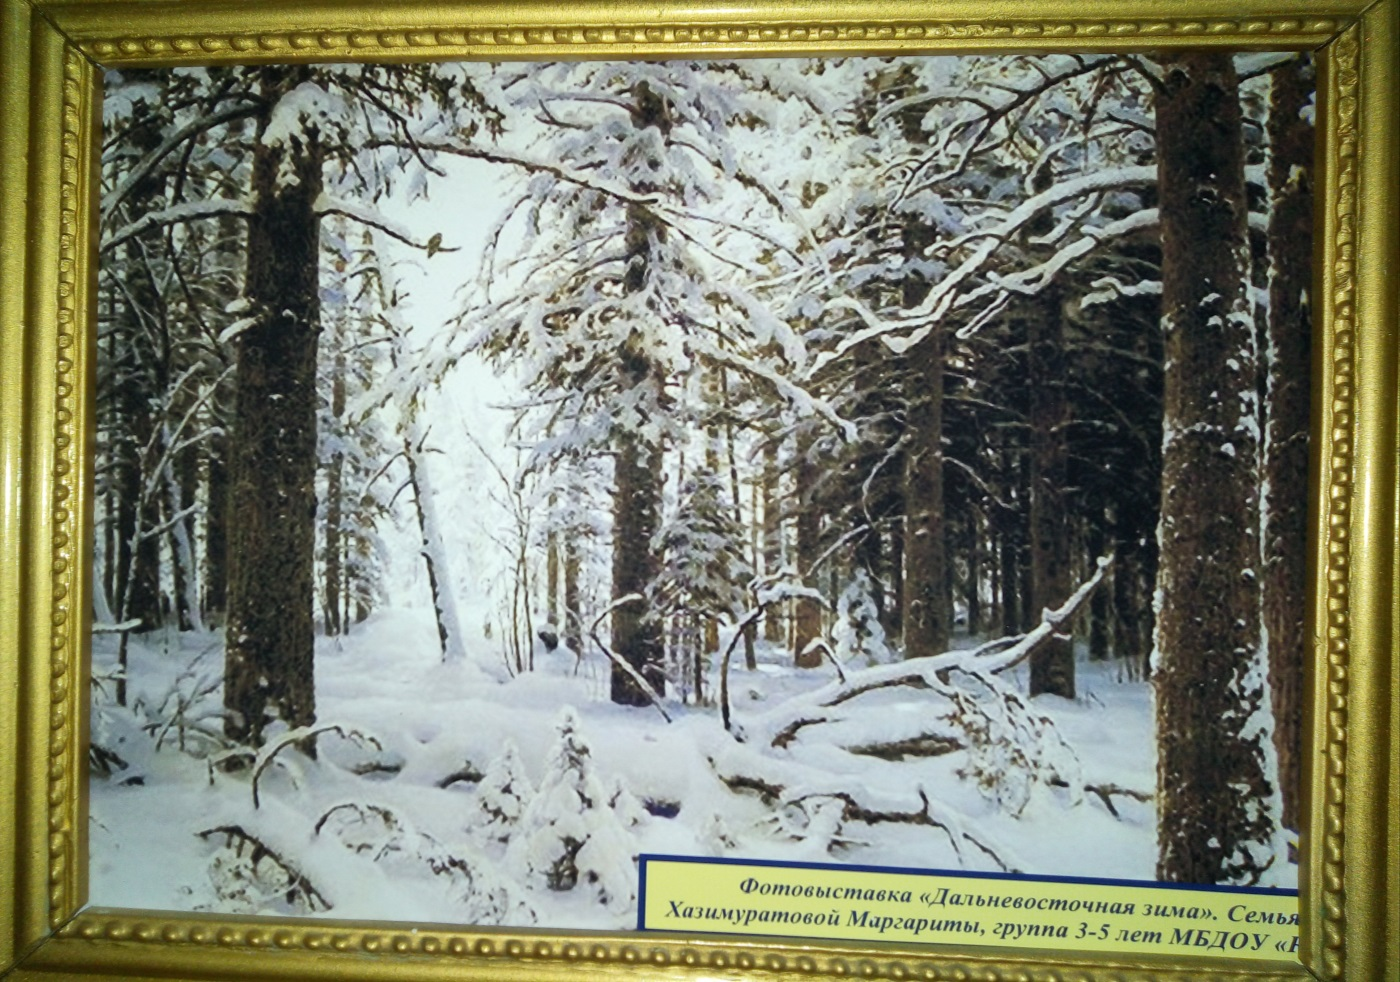 Фотовыставка «Дальневосточная зима». Семья
Хазимуратовой Маргариты, группа 3-5 лет МБДОУ «